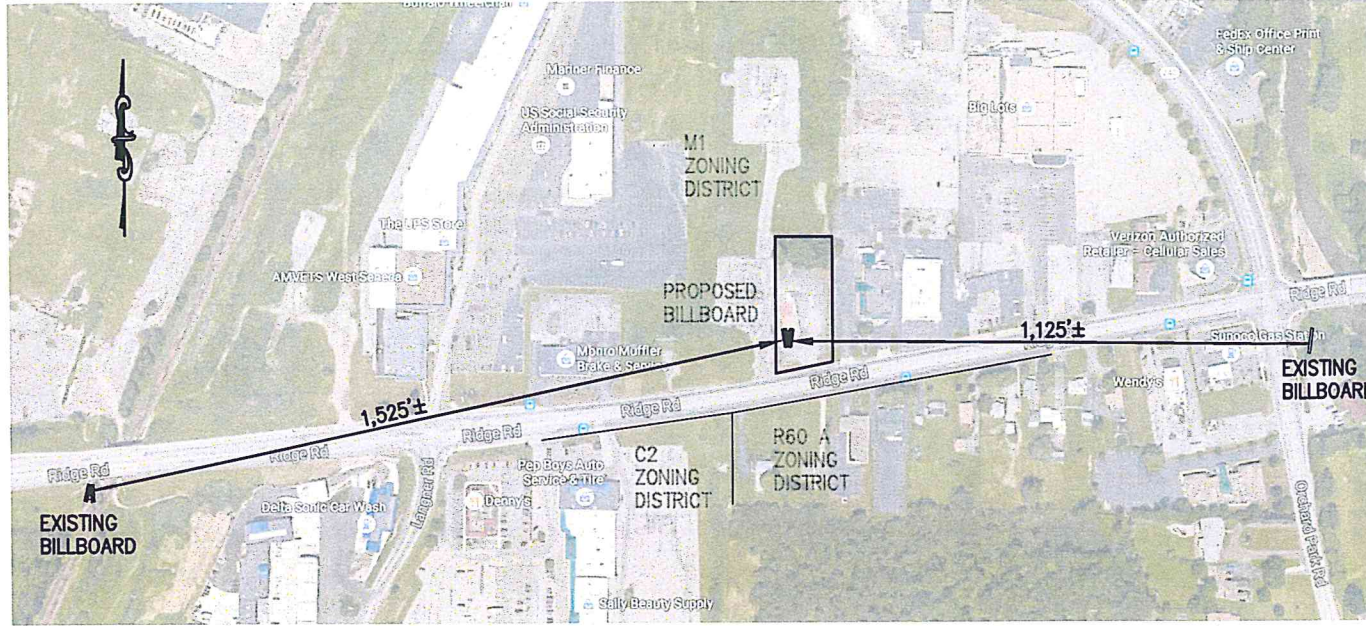 Buffalo Wheelchair
FedEx Office Print
& Ship Center
Mariner Finance
US Social Security
Administration
Big Lots
M1
ZONING
DISTRICT
The UPS Store
AMVETS West Seneca
Verizon Authorized
Retailer - Cellular Sales
PROPOSED
BILLBOARD
Ridge Rd
1,125'±
Monro Muffler
Brake & Service
Sunoco Gas Station
EXISTING
BILLBOARD
Wendy's
Ridge Rd
1,525'±
Ridge Rd
Ridge Rd
Ridge Rd
Ridge Rd
C2
ZONING
DISTRICT
R60 A
ZONING
DISTRICT
Langner Rd
Pep Boys Auto
Service & Tire
Denny's
EXISTING
BILLBOARD
Delta Sonic Car Wash
Orchard Park Rd
Sally Beauty Supply